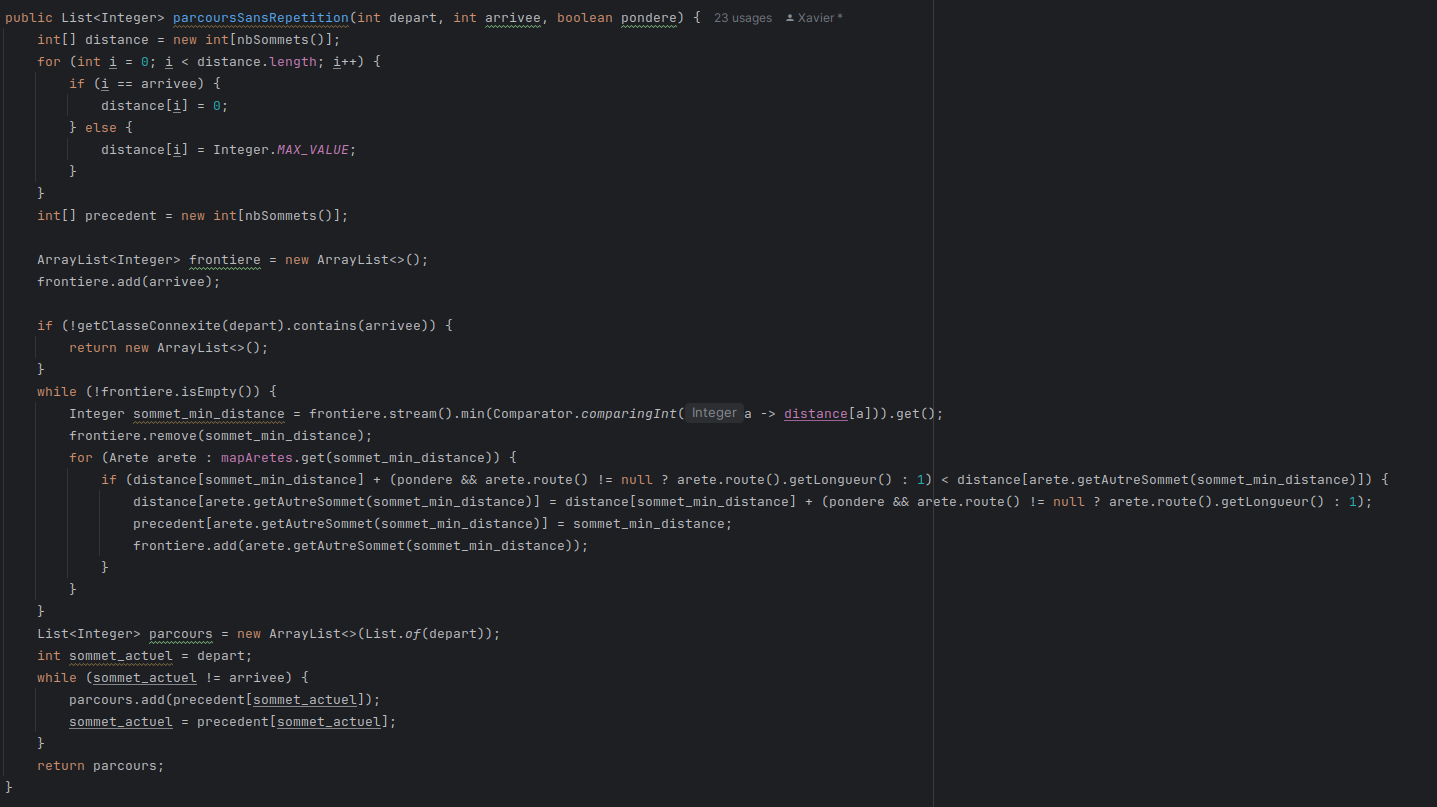 public List<Integer> parcoursSansRepetition(int depart, int arrivee, boolean pondere) { 23 usages Xavier *
    int[] distance = new int[nbSommets()];
    for (int i = 0; i < distance.length; i++) {
        if (i == arrivee) {
            distance[i] = 0;
        } else {
            distance[i] = Integer.MAX_VALUE;
        }
    }
    int[] precedent = new int[nbSommets()];

    ArrayList<Integer> frontiere = new ArrayList<>();
    frontiere.add(arrivee);

    if (!getClasseConnexite(depart).contains(arrivee)) {
        return new ArrayList<>();
    }
    while (!frontiere.isEmpty()) {
        Integer sommet_min_distance = frontiere.stream().min(Comparator.comparingInt( Integer a -> distance[a])).get();
        frontiere.remove(sommet_min_distance);
        for (Arete arete : mapAretes.get(sommet_min_distance)) {
            if (distance[sommet_min_distance] + (pondere && arete.route() != null ? arete.route().getLongueur() : 1) < distance[arete.getAutreSommet(sommet_min_distance)]) {
                distance[arete.getAutreSommet(sommet_min_distance)] = distance[sommet_min_distance] + (pondere && arete.route() != null ? arete.route().getLongueur() : 1);
                precedent[arete.getAutreSommet(sommet_min_distance)] = sommet_min_distance;
                frontiere.add(arete.getAutreSommet(sommet_min_distance));
            }
        }
    }
    List<Integer> parcours = new ArrayList<>(List.of(depart));
    int sommet_actuel = depart;
    while (sommet_actuel != arrivee) {
        parcours.add(precedent[sommet_actuel]);
        sommet_actuel = precedent[sommet_actuel];
    }
    return parcours;
}